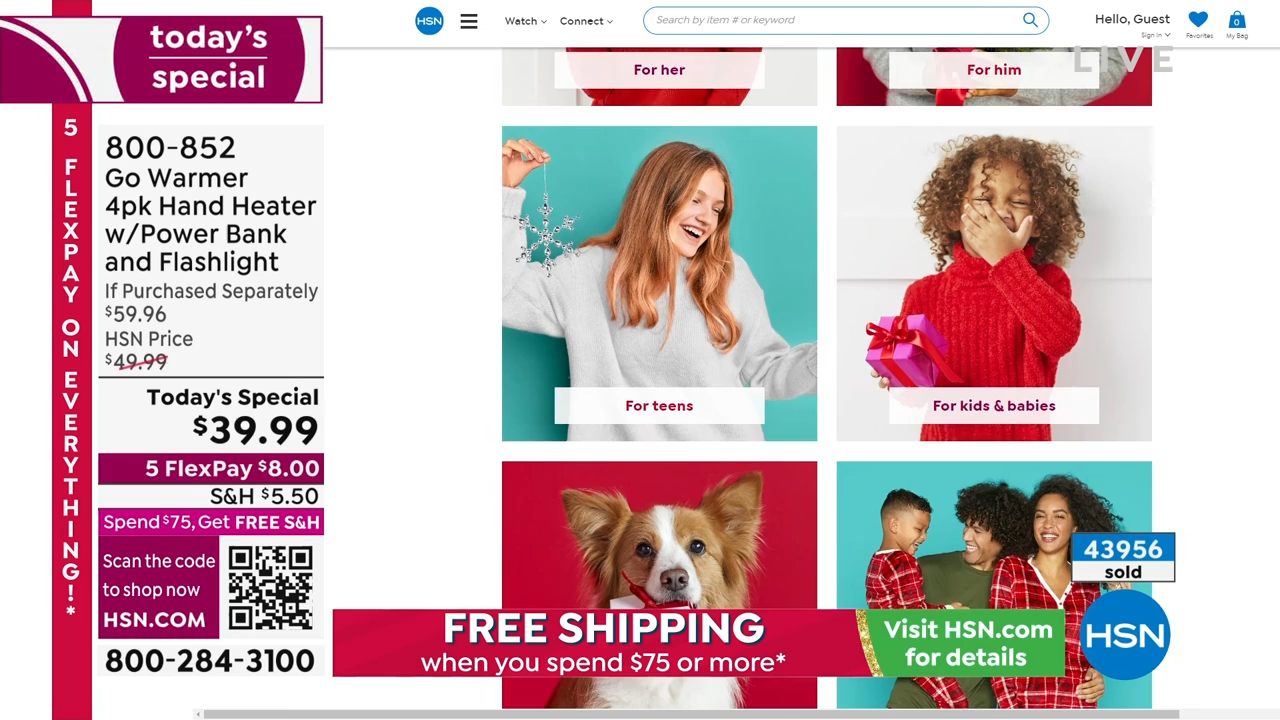 today's
special
5 FLEXPAY ON EVERYTHING!*
800-852
Go Warmer
4pk Hand Heater
w/Power Bank
and Flashlight
If Purchased Separately
$59.96
HSN Price
$49.99
Today's Special
$39.99
5 FlexPay $8.00
S&H $5.50
Spend $75, Get FREE S&H
Scan the code
to shop now
HSN.COM
800-284-3100
HSN
Watch
Connect
Search by item # or keyword
Hello, Guest
Sign in
Favorites
0
My Bag
LIVE
For her
For him
For teens
For kids & babies
43956
sold
FREE SHIPPING
when you spend $75 or more*
Visit HSN.com
for details
HSN